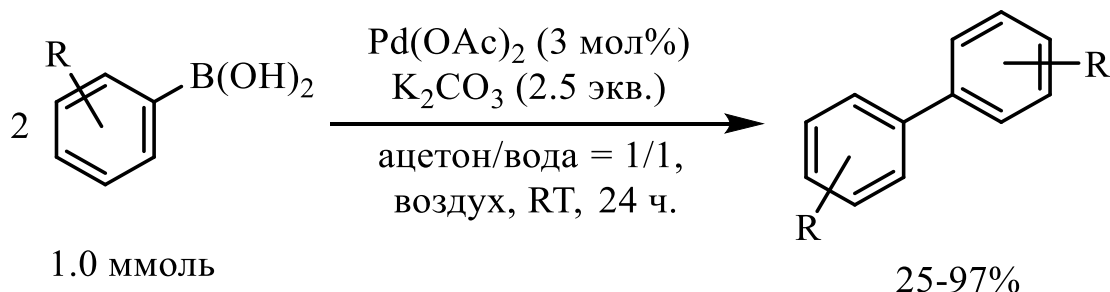 R
B(OH)2
2
1.0 ммоль
Pd(OAc)2 (3 мол%)
K2CO3 (2.5 экв.)
ацетон/вода = 1/1,
воздух, RT, 24 ч.
R
R
25-97%